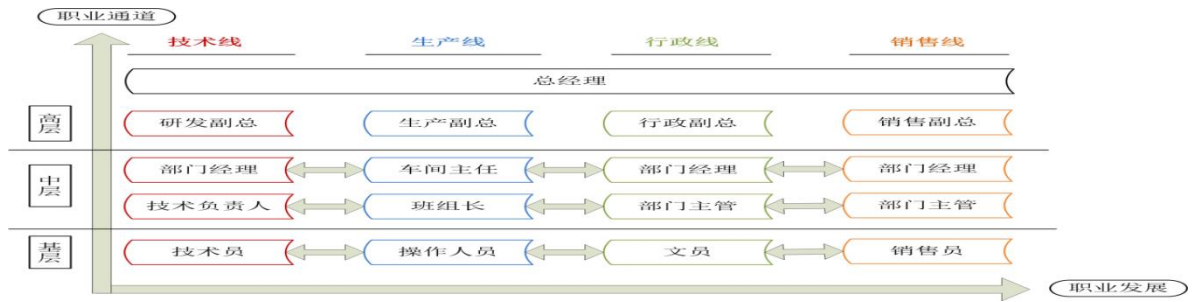 职业通道
技术线 生产线 行政线 销售线
总经理
高层 研发副总 生产副总 行政副总 销售副总
中层 部门经理 车间主任 部门经理 部门经理
技术负责人 班组长 部门主管 部门主管
基层 技术员 操作人员 文员 销售员
职业发展